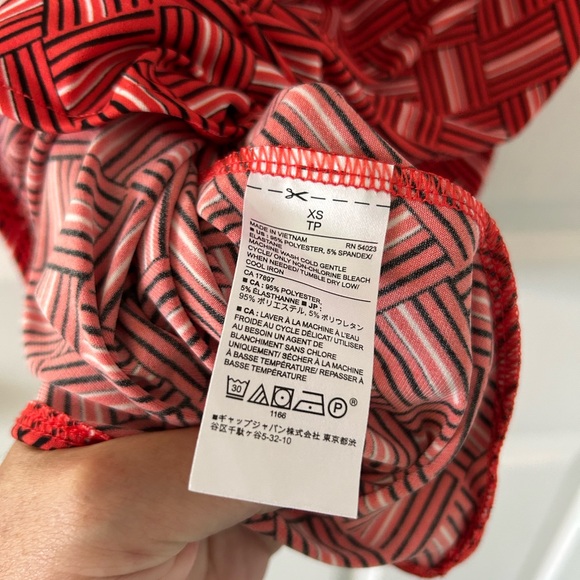 XS
TP
MADE IN VIETNAM RN 54023
■ US: 95% POLYESTER, 5% SPANDEX/
ELASTANE
MACHINE WASH COLD GENTLE
CYCLE/ ONLY NON-CHLORINE BLEACH
WHEN NEEDED/ TUMBLE DRY LOW/
COOL IRON
CA 17897
■ CA : 95% POLYESTER,
5% ÉLASTHANNE ■ JP :
95% ポリエステル, 5% ポリウレタン
■ CA : LAVER À LA MACHINE À L'EAU
FROIDE AU CYCLE DÉLICAT/ UTILISER
AU BESOIN UN AGENT DE
BLANCHIMENT SANS CHLORE
UNIQUEMENT/ SÉCHER À LA MACHINE
À BASSE TEMPÉRATURE/ REPASSER À
BASSE TEMPÉRATURE
30 P ®
1166
■ギャップジャパン株式会社 東京都渋
谷区千駄ヶ谷5-32-10